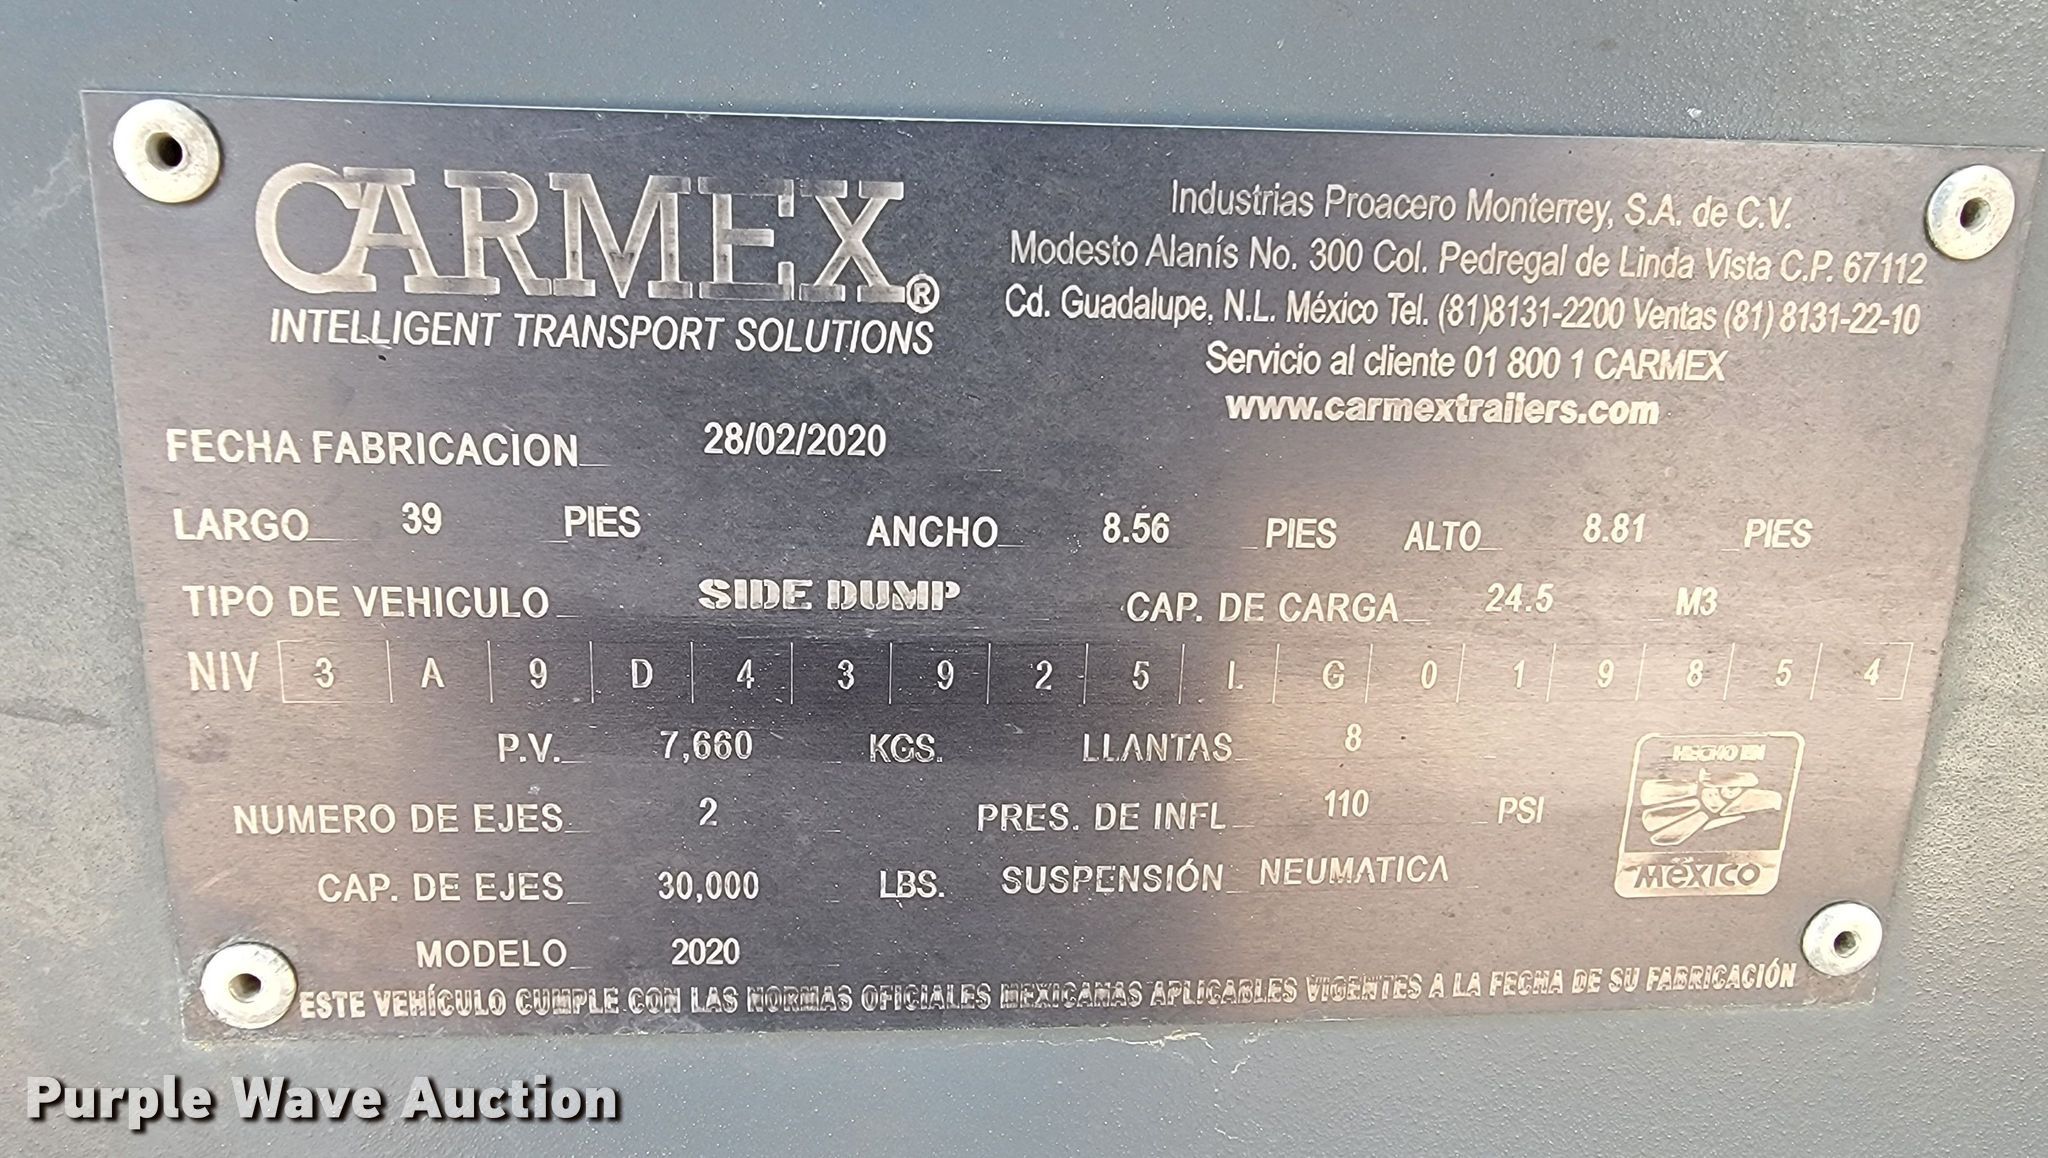 CARMEX®
INTELLIGENT TRANSPORT SOLUTIONS
Industrias Proacero Monterrey, S.A. de C.V.
Modesto Alanís No. 300 Col. Pedregal de Linda Vista C.P. 67112
Cd. Guadalupe, N.L. México Tel. (81)8131-2200 Ventas (81) 8131-22-10
Servicio al cliente 01 800 1 CARMEX
www.carmextrailers.com
FECHA FABRICACION 28/02/2020
LARGO 39 PIES ANCHO 8.56 PIES ALTO 8.81 PIES
TIPO DE VEHICULO SIDE DUMP CAP. DE CARGA 24.5 M3
NIV 3 A 9 D 4 3 9 2 5 L G 0 1 9 8 5 4
P.V. 7,660 KGS. LLANTAS 8
NUMERO DE EJES 2 PRES. DE INFL 110 PSI
CAP. DE EJES 30,000 LBS. SUSPENSIÓN NEUMATICA
MODELO 2020
HECHO EN
MéXICO
ESTE VEHÍCULO CUMPLE CON LAS NORMAS OFICIALES MEXICANAS APLICABLES VIGENTES A LA FECHA DE SU FABRICACIÓN
Purple Wave Auction